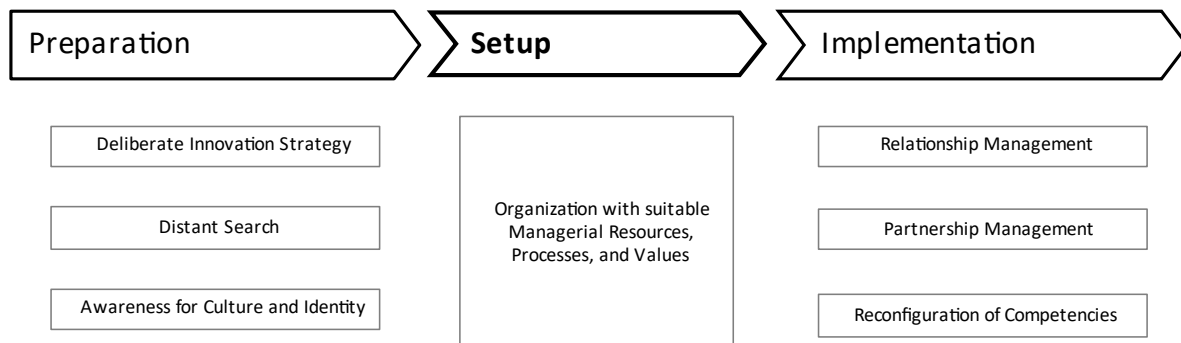 Preparation
Setup
Implementation
Deliberate Innovation Strategy
Distant Search
Awareness for Culture and Identity
Organization with suitable
Managerial Resources,
Processes, and Values
Relationship Management
Partnership Management
Reconfiguration of Competencies